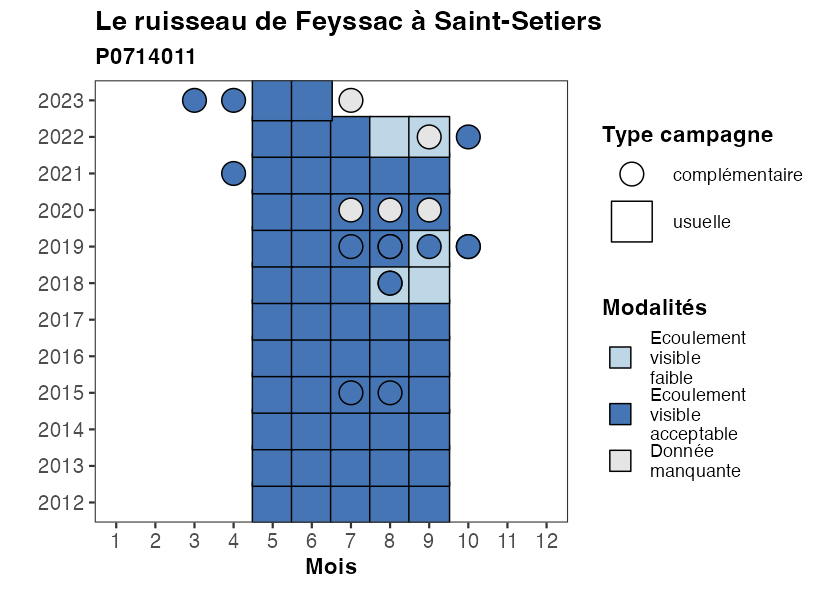 Le ruisseau de Feyssac à Saint-Setiers
P0714011
2023
2022
2021
2020
2019
2018
2017
2016
2015
2014
2013
2012
1 2 3 4 5 6 7 8 9 10 11 12
Mois
Type campagne
complémentaire
usuelle
Modalités
Ecoulement
visible
faible
Ecoulement
visible
acceptable
Donnée
manquante